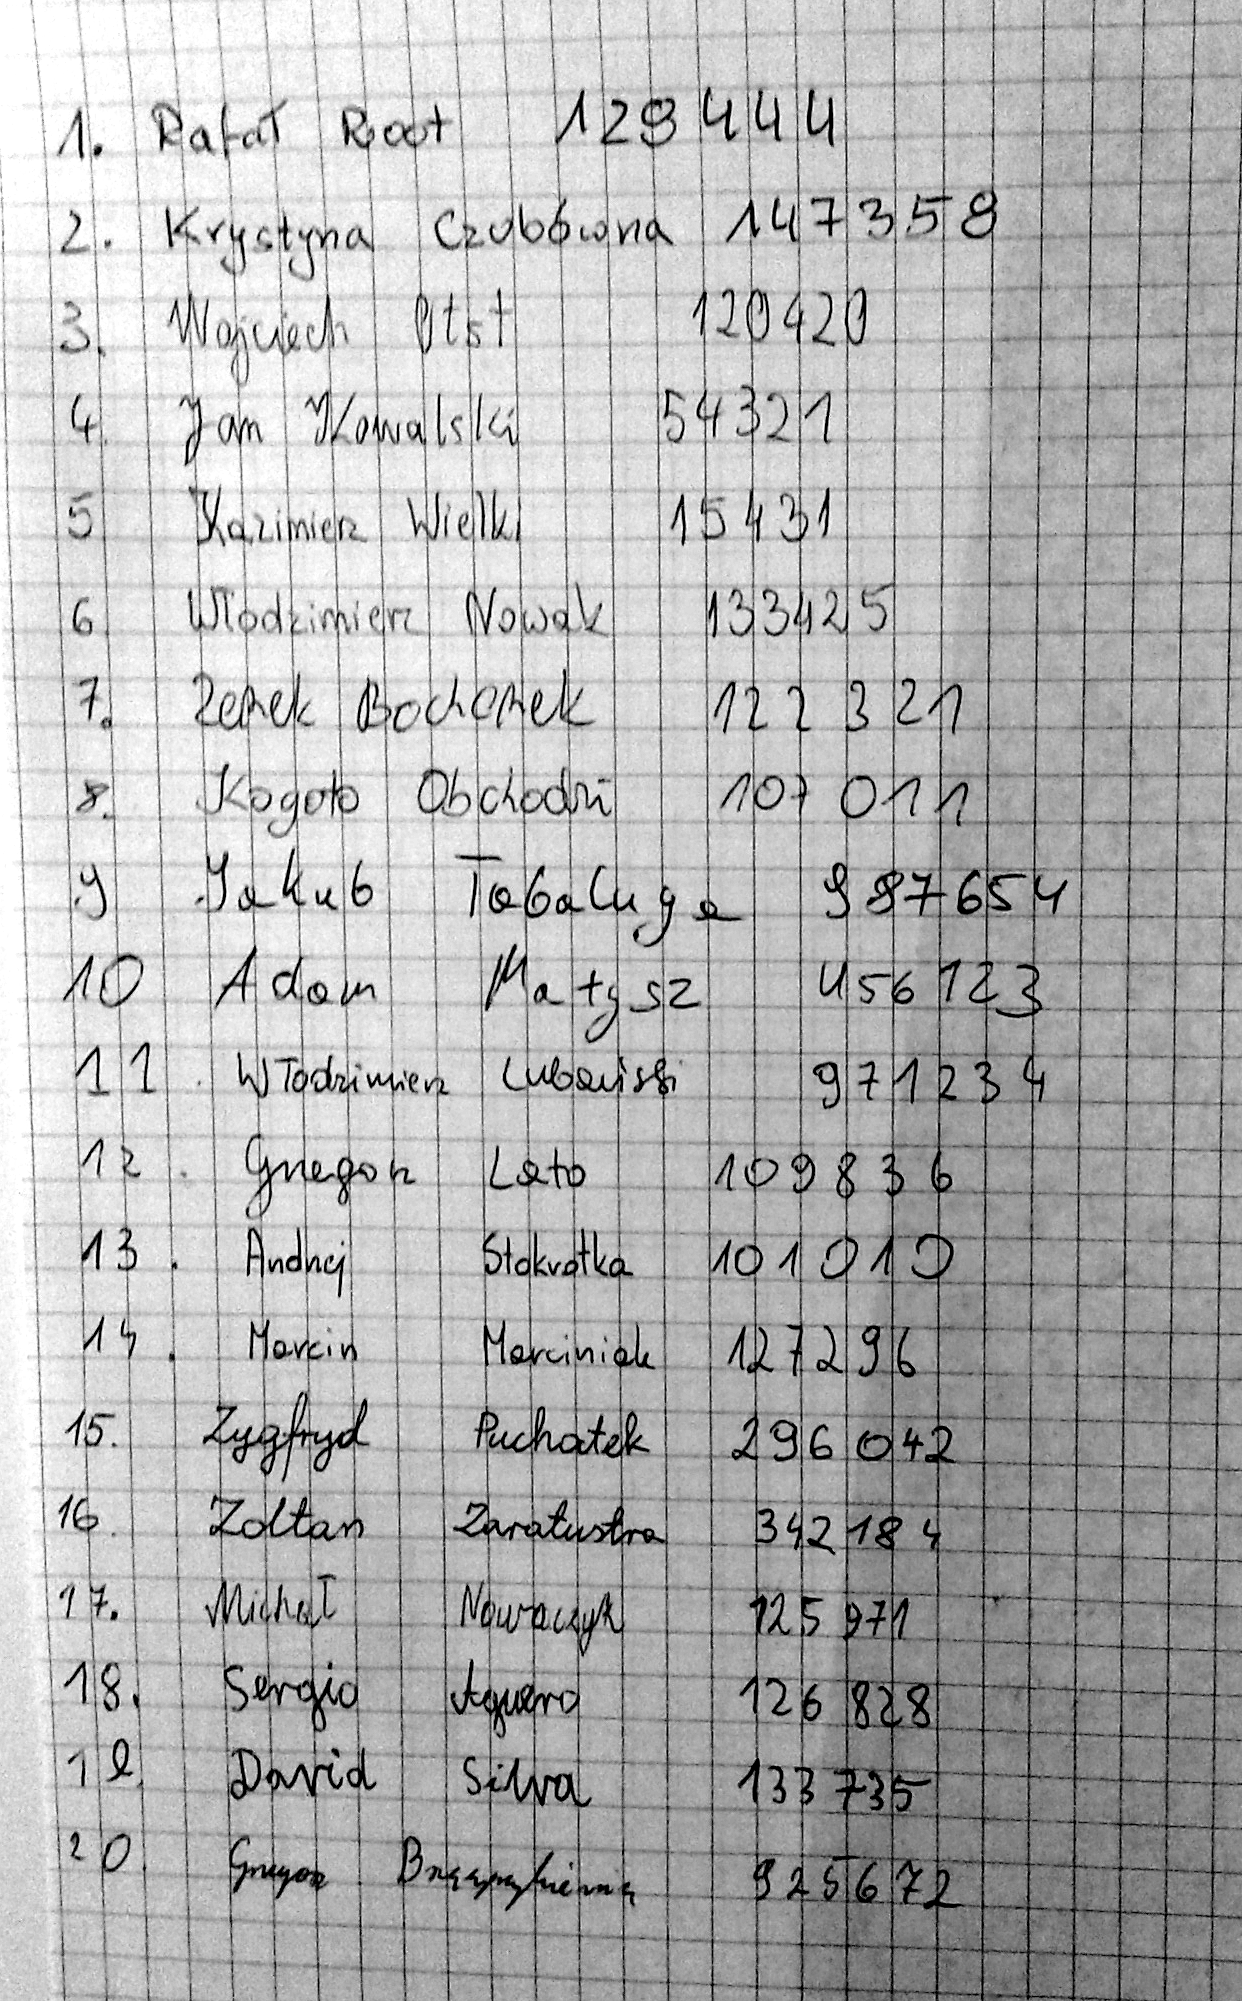 1. Rafał Root 129444
2. Krystyna Czubówna 147358
3. Wojciech Otst 120420
4. Jan Kowalski 54321
5 Kazimierz Wielki 15431
6 Włodzimierz Nowak 133425
7. Zenek Bochenek 122321
8. Kogoto Obchodzi 107011
9 Jakub Tabaluga 987654
10 Adam Matysz 456123
11. Włodzimierz Lubański 971234
12. Grzegorz Lato 109836
13. Andrzej Stokrotka 101010
14. Marcin Marciniak 127296
15. Zygfryd Puchatek 296042
16. Zoltan Zaratustra 342184
17. Michał Nowaczyk 125971
18. Sergio Aguero 126828
19. David Silva 133735
20. Grzegorz 925672